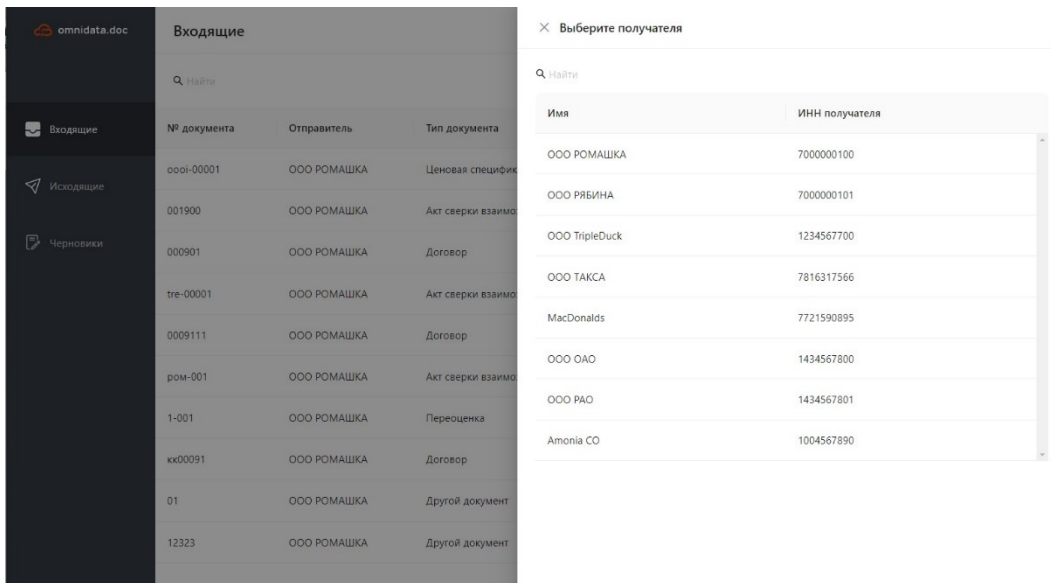 omnidata.doc
Входящие
Исходящие
Черновики
Входящие
Найти
№ документа Отправитель Тип документа
oooi-00001 ООО РОМАШКА Ценовая специфик
001900 ООО РОМАШКА Акт сверки взаимо
000901 ООО РОМАШКА Договор
tre-00001 ООО РОМАШКА Акт сверки взаимо
0009111 ООО РОМАШКА Договор
ром-001 ООО РОМАШКА Акт сверки взаимо
1-001 ООО РОМАШКА Переоценка
кк00091 ООО РОМАШКА Договор
01 ООО РОМАШКА Другой документ
12323 ООО РОМАШКА Другой документ
Выберите получателя
Найти
Имя ИНН получателя
ООО РОМАШКА 7000000100
ООО РЯБИНА 7000000101
ООО TripleDuck 1234567700
ООО ТАКСА 7816317566
MacDonalds 7721590895
ООО ОАО 1434567800
ООО РАО 1434567801
Amonia CO 1004567890